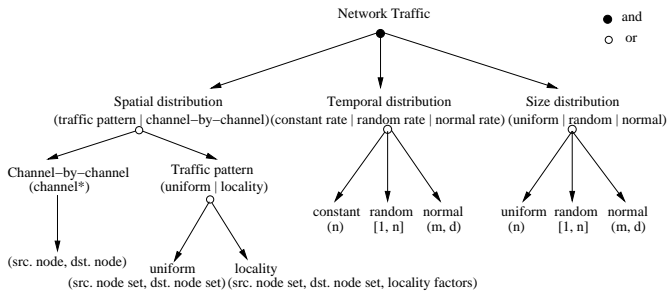 Network Traffic
and
or
Spatial distribution
(traffic pattern | channel−by−channel)
Temporal distribution
(constant rate | random rate | normal rate)
Size distribution
(uniform | random | normal)
Channel−by−channel
(channel*)
Traffic pattern
(uniform | locality)
constant
(n)
random
[1, n]
normal
(m, d)
uniform
(n)
random
[1, n]
normal
(m, d)
(src. node, dst. node)
uniform
(src. node set, dst. node set)
locality
(src. node set, dst. node set, locality factors)